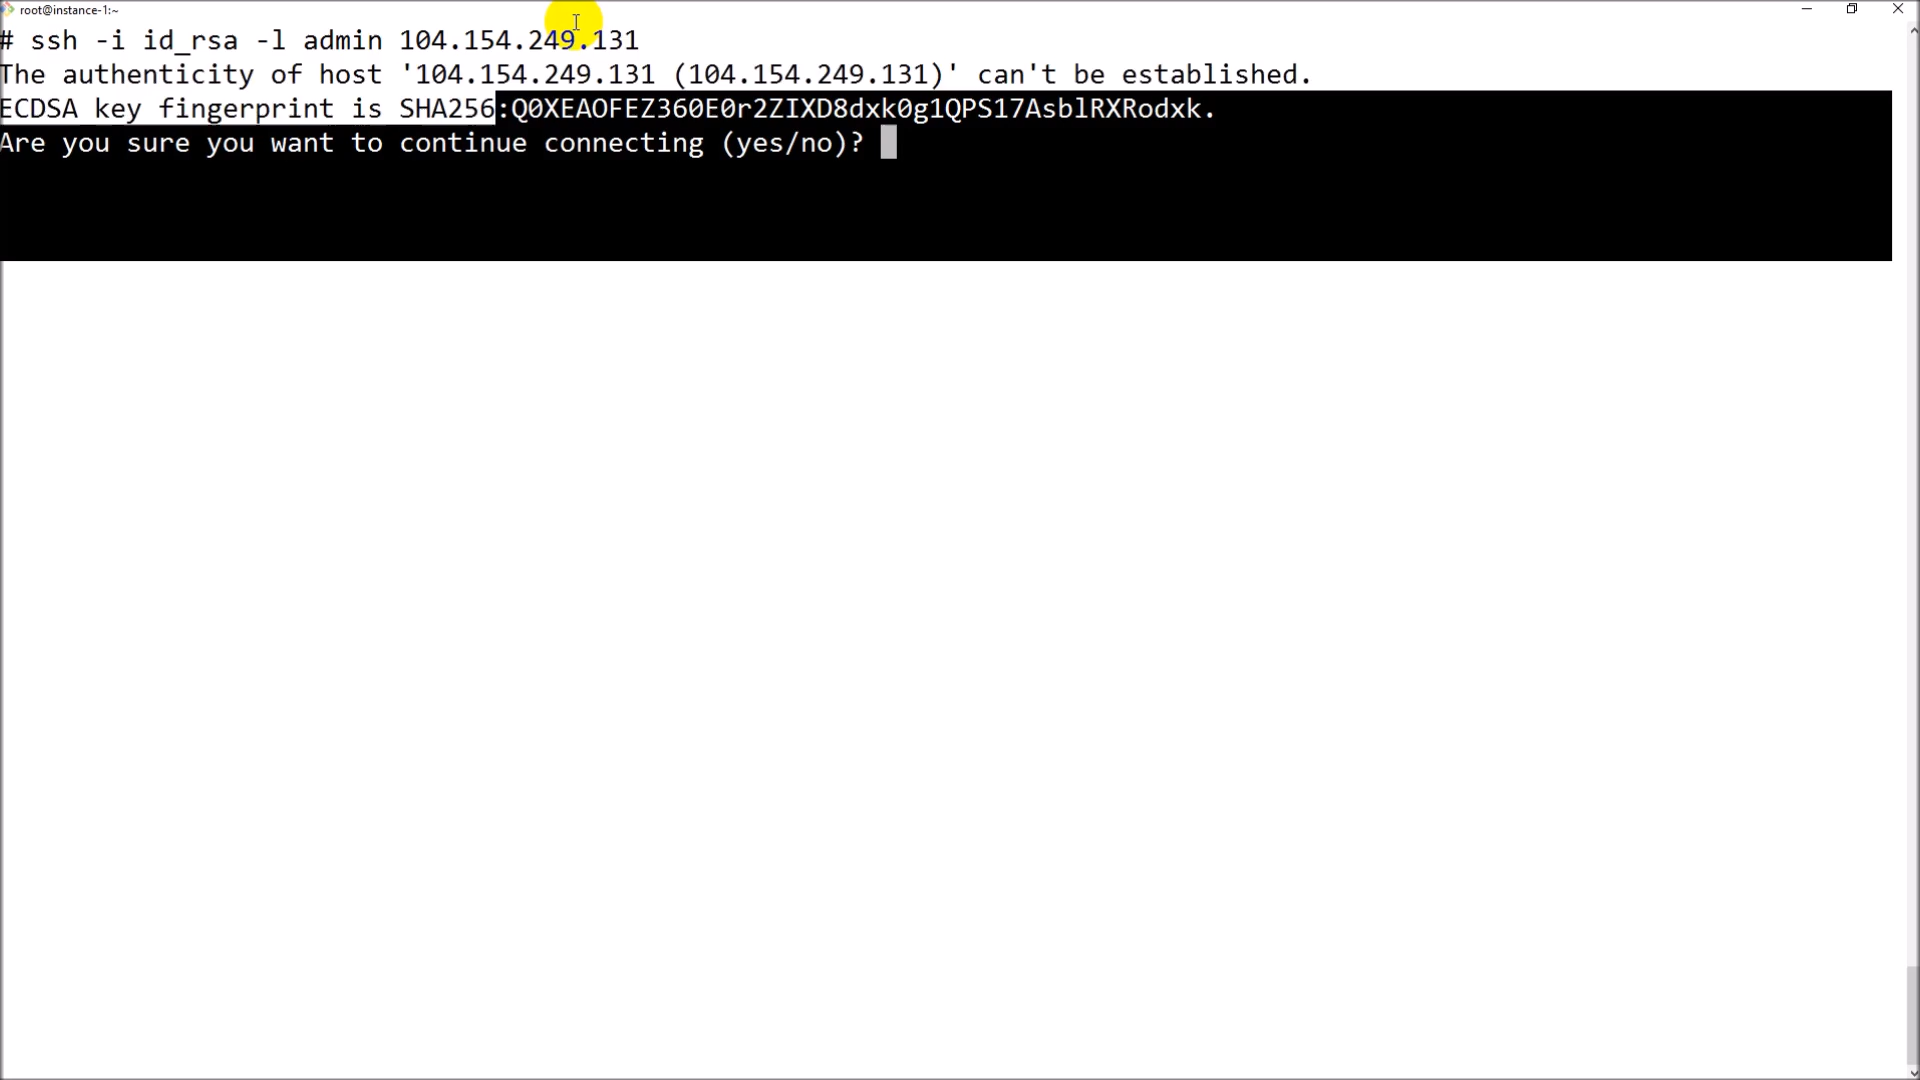 root@instance-1:~
# ssh -i id_rsa -l admin 104.154.249.131
The authenticity of host '104.154.249.131 (104.154.249.131)' can't be established.
ECDSA key fingerprint is SHA256:Q0XEAOFEZ360E0r2ZIXD8dxk0g1QPS17AsblRXRodxk.
Are you sure you want to continue connecting (yes/no)?